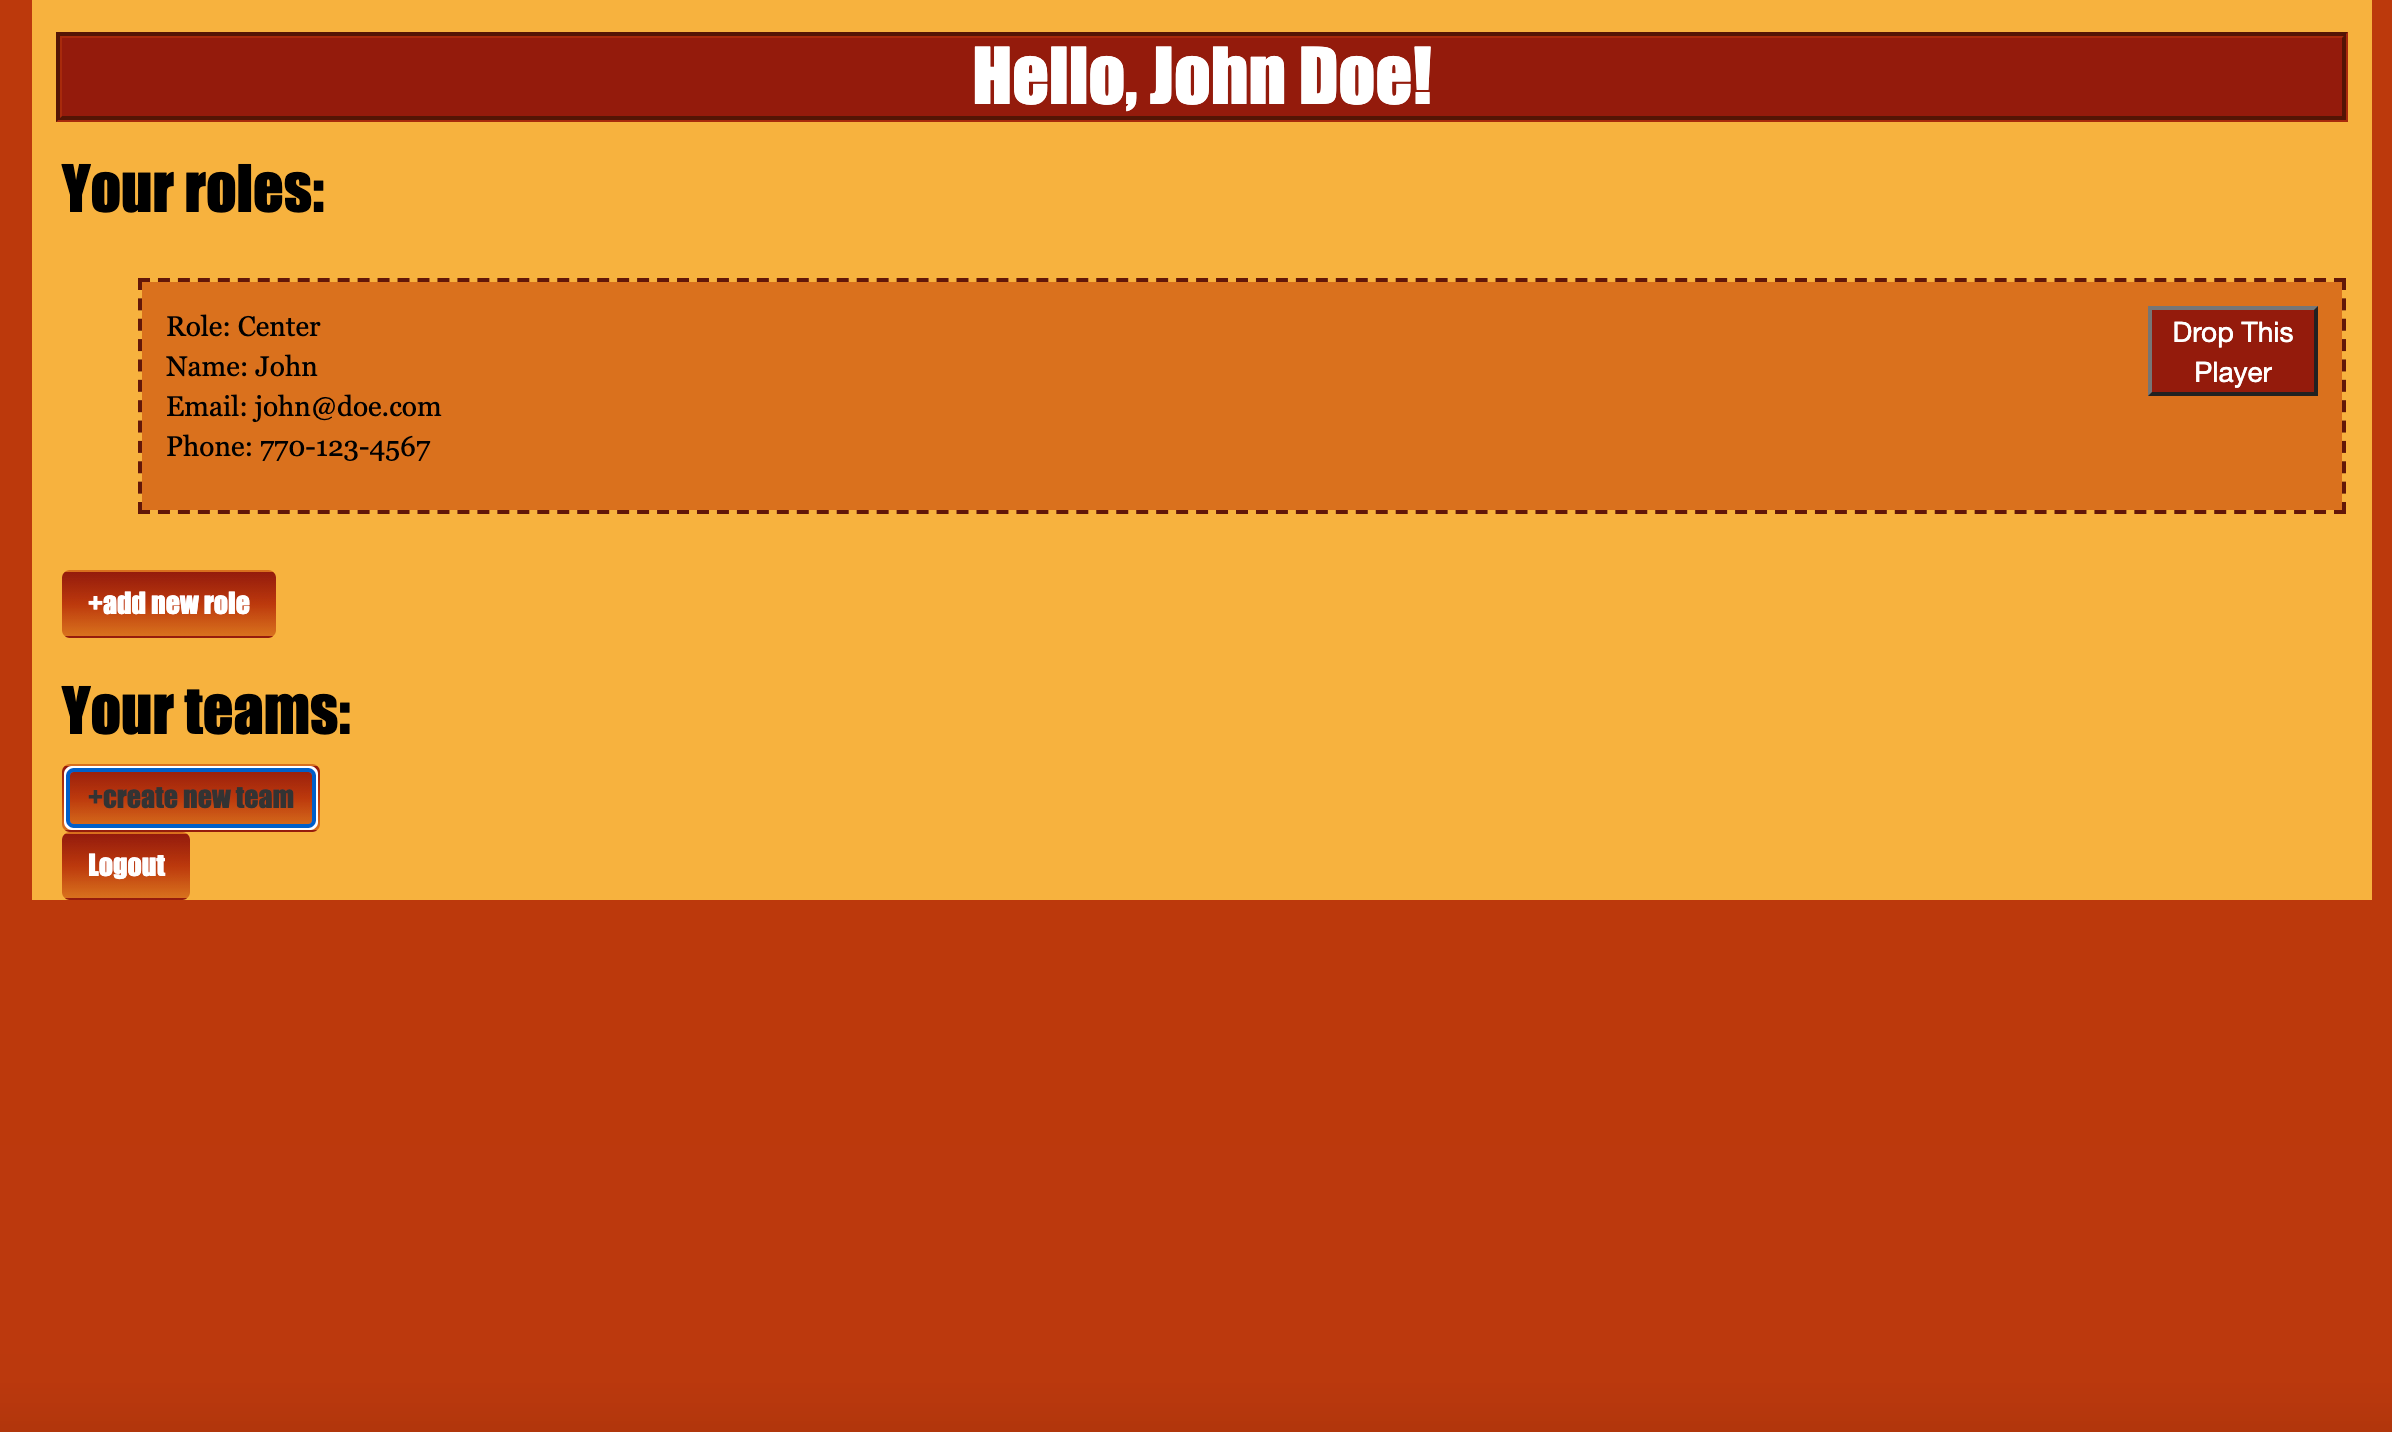 Hello, John Doe!
Your roles:
Role: Center
Name: John
Email: john@doe.com
Phone: 770-123-4567
Drop This
Player
+add new role
Your teams:
+create new team
Logout